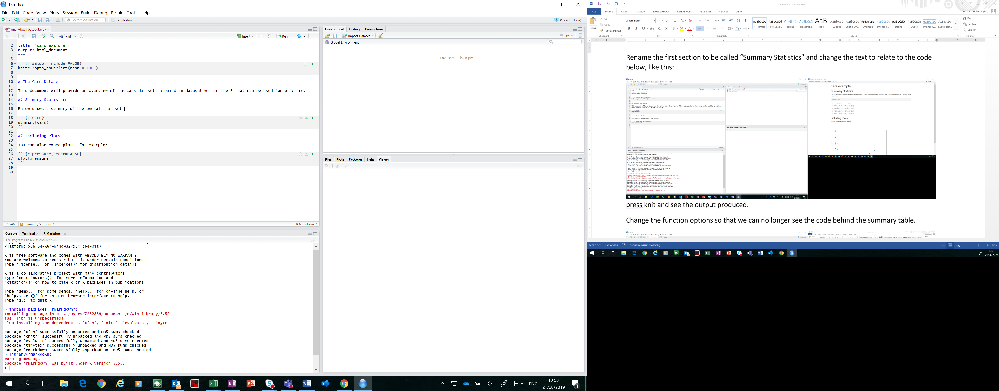 RStudio
File Edit Code View Plots Session Build Debug Profile Tools Help
Go to file/function
Addins
Project: (None)
rmarkdown output.Rmd*
Knit
Insert
Run
1 ---
2 title: "cars example"
3 output: html_document
4 ---
5
6 ```{r setup, include=FALSE}
7 knitr::opts_chunk$set(echo = TRUE)
8 ```
9
10 # The Cars Dataset
11
12 This document will provide an overview of the cars dataset, a build in dataset within the R that can be used for practice.
13
14 ## Summary Statistics
15
16 Below shows a summary of the overall dataset:
17
18 ```{r cars}
19 summary(cars)
20 ```
21
22 ## Including Plots
23
24 You can also embed plots, for example:
25
26 ```{r pressure, echo=FALSE}
27 plot(pressure)
28 ```
29
30
16:46 Summary Statistics
R Markdown
Console Terminal R Markdown
C:/Program Files/RStudio/bin/
Platform: x86_64-w64-mingw32/x64 (64-bit)
R is free software and comes with ABSOLUTELY NO WARRANTY.
You are welcome to redistribute it under certain conditions.
Type 'license()' or 'licence()' for distribution details.
R is a collaborative project with many contributors.
Type 'contributors()' for more information and
'citation()' on how to cite R or R packages in publications.
Type 'demo()' for some demos, 'help()' for on-line help, or
'help.start()' for an HTML browser interface to help.
Type 'q()' to quit R.
> install.packages("rmarkdown")
Installing package into ‘C:/Users/7232889/Documents/R/win-library/3.5’
(as ‘lib’ is unspecified)
also installing the dependencies ‘xfun’, ‘knitr’, ‘evaluate’, ‘tinytex’
package ‘xfun’ successfully unpacked and MD5 sums checked
package ‘knitr’ successfully unpacked and MD5 sums checked
package ‘evaluate’ successfully unpacked and MD5 sums checked
package ‘tinytex’ successfully unpacked and MD5 sums checked
package ‘rmarkdown’ successfully unpacked and MD5 sums checked
> library(rmarkdown)
Warning message:
package ‘rmarkdown’ was built under R version 3.5.3
>
Environment History Connections
Import Dataset
List
Global Environment
Environment is empty
Files Plots Packages Help Viewer
ENG
10:53
21/08/2019
1
rmarkdwon demo - Word
FILE HOME INSERT DESIGN PAGE LAYOUT REFERENCES MAILINGS REVIEW VIEW
Hoare, Stephanie (RIS)
Paste
Cut
Copy
Format Painter
Clipboard
Calibri (Body) 11
Font
Paragraph
1 Normal 1 No Spac... Heading 1 Heading 2 Title Subtitle Subtle Em... Emphasis Intense E... Strong Quote Intense Q... Subtle Ref...
Styles
Find
Replace
Select
Editing
Rename the first section to be called “Summary Statistics” and change the text to relate to the code
below, like this:
cars example
Summary Statistics
Including Plots
You can also embed plots, for example:
press knit and see the output produced.
Change the function options so that we can no longer see the code behind the summary table.
PAGE 3 OF 3 235 WORDS ENGLISH (UNITED KINGDOM)
240%
10:53
21/08/2019